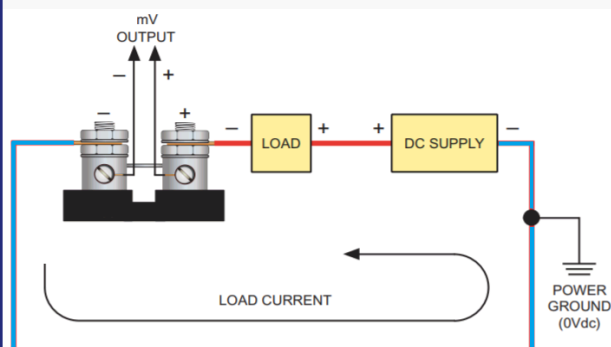 mV
OUTPUT
– +
– +
– LOAD +
+ DC SUPPLY –
LOAD CURRENT
POWER
GROUND
(0Vdc)